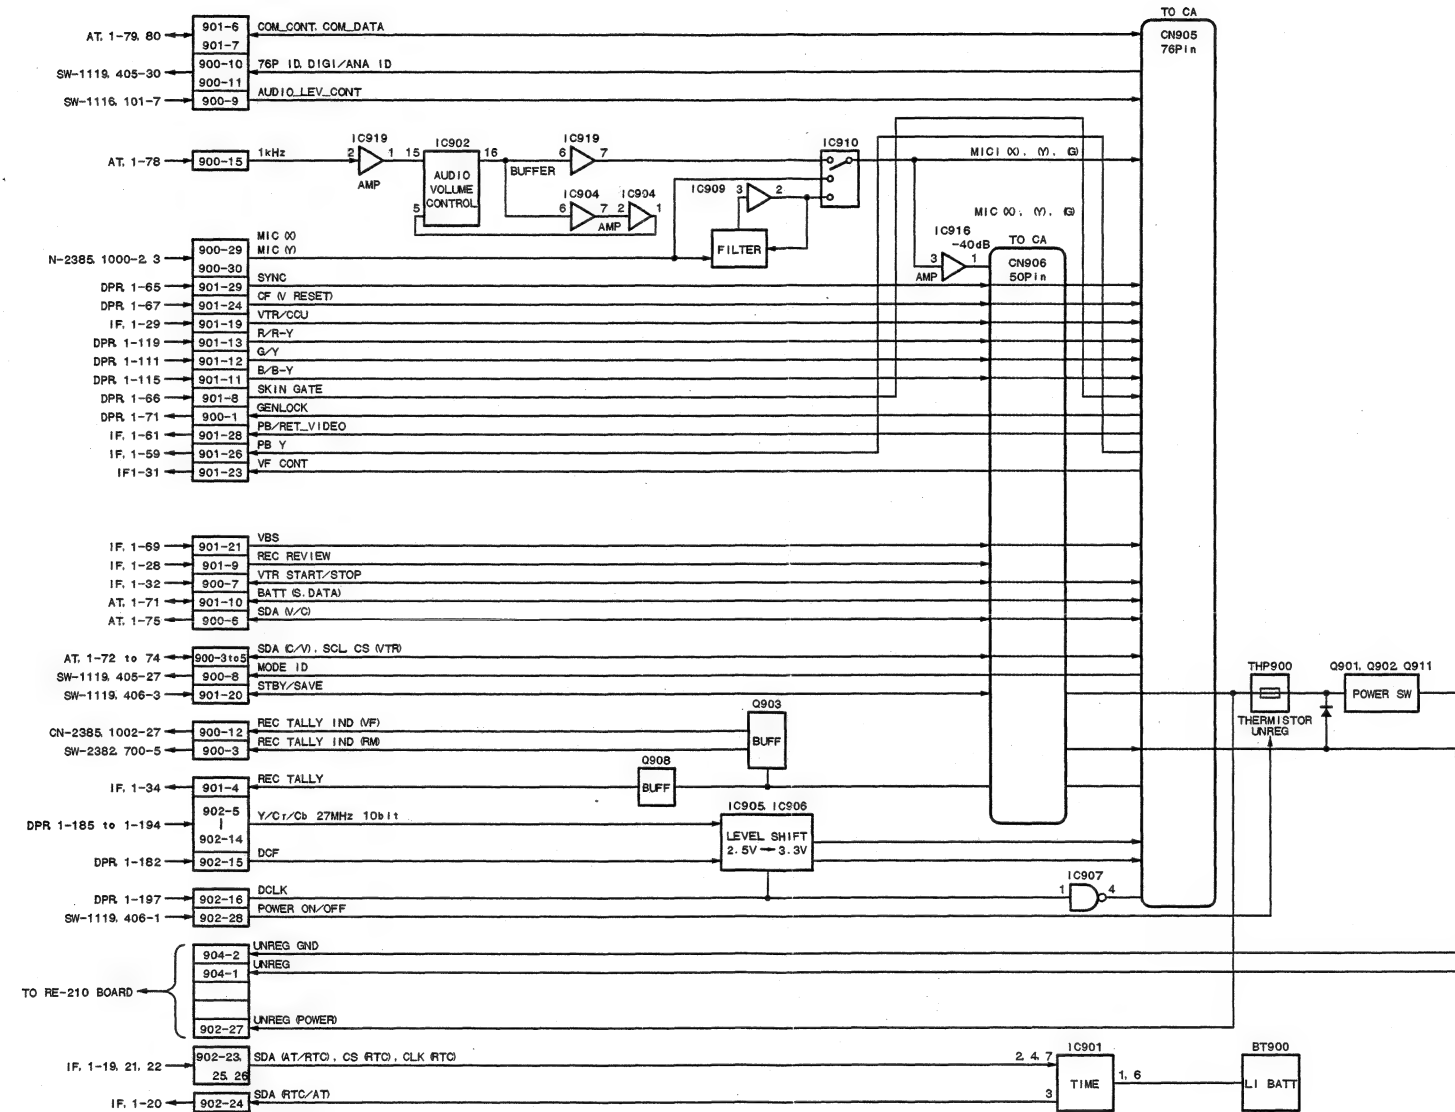 TO CA
AT, 1-79, 80 901-6 COM_CONT, COM_DATA CN905
901-7 76Pin
SW-1119, 405-30 900-10 76P ID, DIGI/ANA ID
900-11
SW-1116, 101-7 900-9 AUDIO_LEV_CONT
IC919 IC902 IC919 IC910
AT, 1-78 900-15 1kHz 2 1 15 16 6 7 MICI (X), (Y), (G)
AMP AUDIO VOLUME CONTROL BUFFER
IC904 IC904 IC909 3 2
5 6 7 2 1
AMP
MIC (X), (Y), (G)
MIC (X)
N-2385, 1000-2, 3 900-29 MIC (Y) FILTER
900-30
IC916
-40dB TO CA
3 1 CN906
AMP 50Pin
DPR, 1-65 901-29 SYNC
DPR, 1-67 901-24 CF (V RESET)
IF, 1-29 901-19 VTR/CCU
DPR, 1-119 901-13 R/R-Y
DPR, 1-111 901-12 G/Y
DPR, 1-115 901-11 B/B-Y
DPR, 1-66 901-8 SKIN GATE
DPR, 1-71 900-1 GENLOCK
IF, 1-61 901-28 PB/RET_VIDEO
IF, 1-59 901-26 PB Y
IF1-31 901-23 VF CONT
IF, 1-69 901-21 VBS
IF, 1-28 901-9 REC REVIEW
IF, 1-32 900-7 VTR START/STOP
AT, 1-71 901-10 BATT (S.DATA)
AT, 1-75 900-6 SDA (V/C)
AT, 1-72 to 74 900-3to5 SDA (C/V), SCL, CS (VTR)
SW-1119, 405-27 900-8 MODE ID
SW-1119, 406-3 901-20 STBY/SAVE
THP900 Q901, Q902, Q911
POWER SW
THERMISTOR
UNREG
Q903
CN-2385, 1002-27 900-12 REC TALLY IND (VF)
SW-2382, 700-5 900-3 REC TALLY IND (RM) BUFF
Q908
IF, 1-34 901-4 REC TALLY BUFF
902-5 IC905, IC906
DPR, 1-185 to 1-194 Y/Cr/Cb 27MHz 10bit
902-14 LEVEL SHIFT
2.5V 3.3V
DPR, 1-182 902-15 DCF
IC907
DPR, 1-197 902-16 DCLK 1 4
SW-1119, 406-1 902-28 POWER ON/OFF
904-2 UNREG GND
904-1 UNREG
TO RE-210 BOARD
902-27 UNREG (POWER)
IC901 BT900
IF, 1-19, 21, 22 902-23, SDA (AT/RTC), CS (RTC), CLK (RTC) 2, 4, 7
25, 26
TIME 1, 6 LI BATT
IF, 1-20 902-24 SDA (RTC/AT) 3